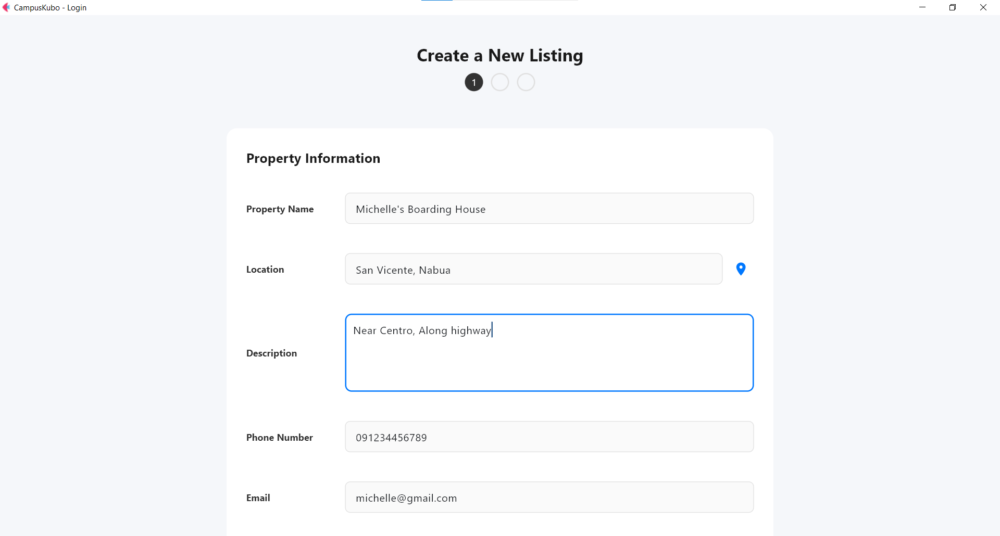 CampusKubo - Login
Create a New Listing
1
Property Information
Property Name
Michelle's Boarding House
Location
San Vicente, Nabua
Description
Near Centro, Along highway
Phone Number
091234456789
Email
michelle@gmail.com